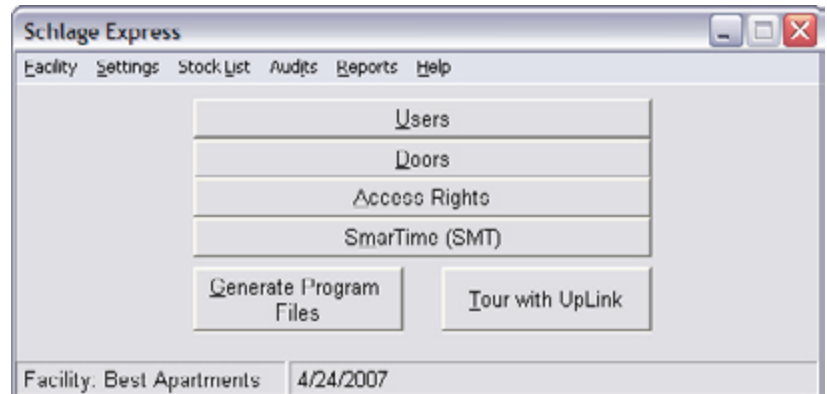 Schlage Express
Facility Settings Stock List Audits Reports Help
Users
Doors
Access Rights
SmarTime (SMT)
Generate Program
Files
Tour with UpLink
Facility: Best Apartments 4/24/2007